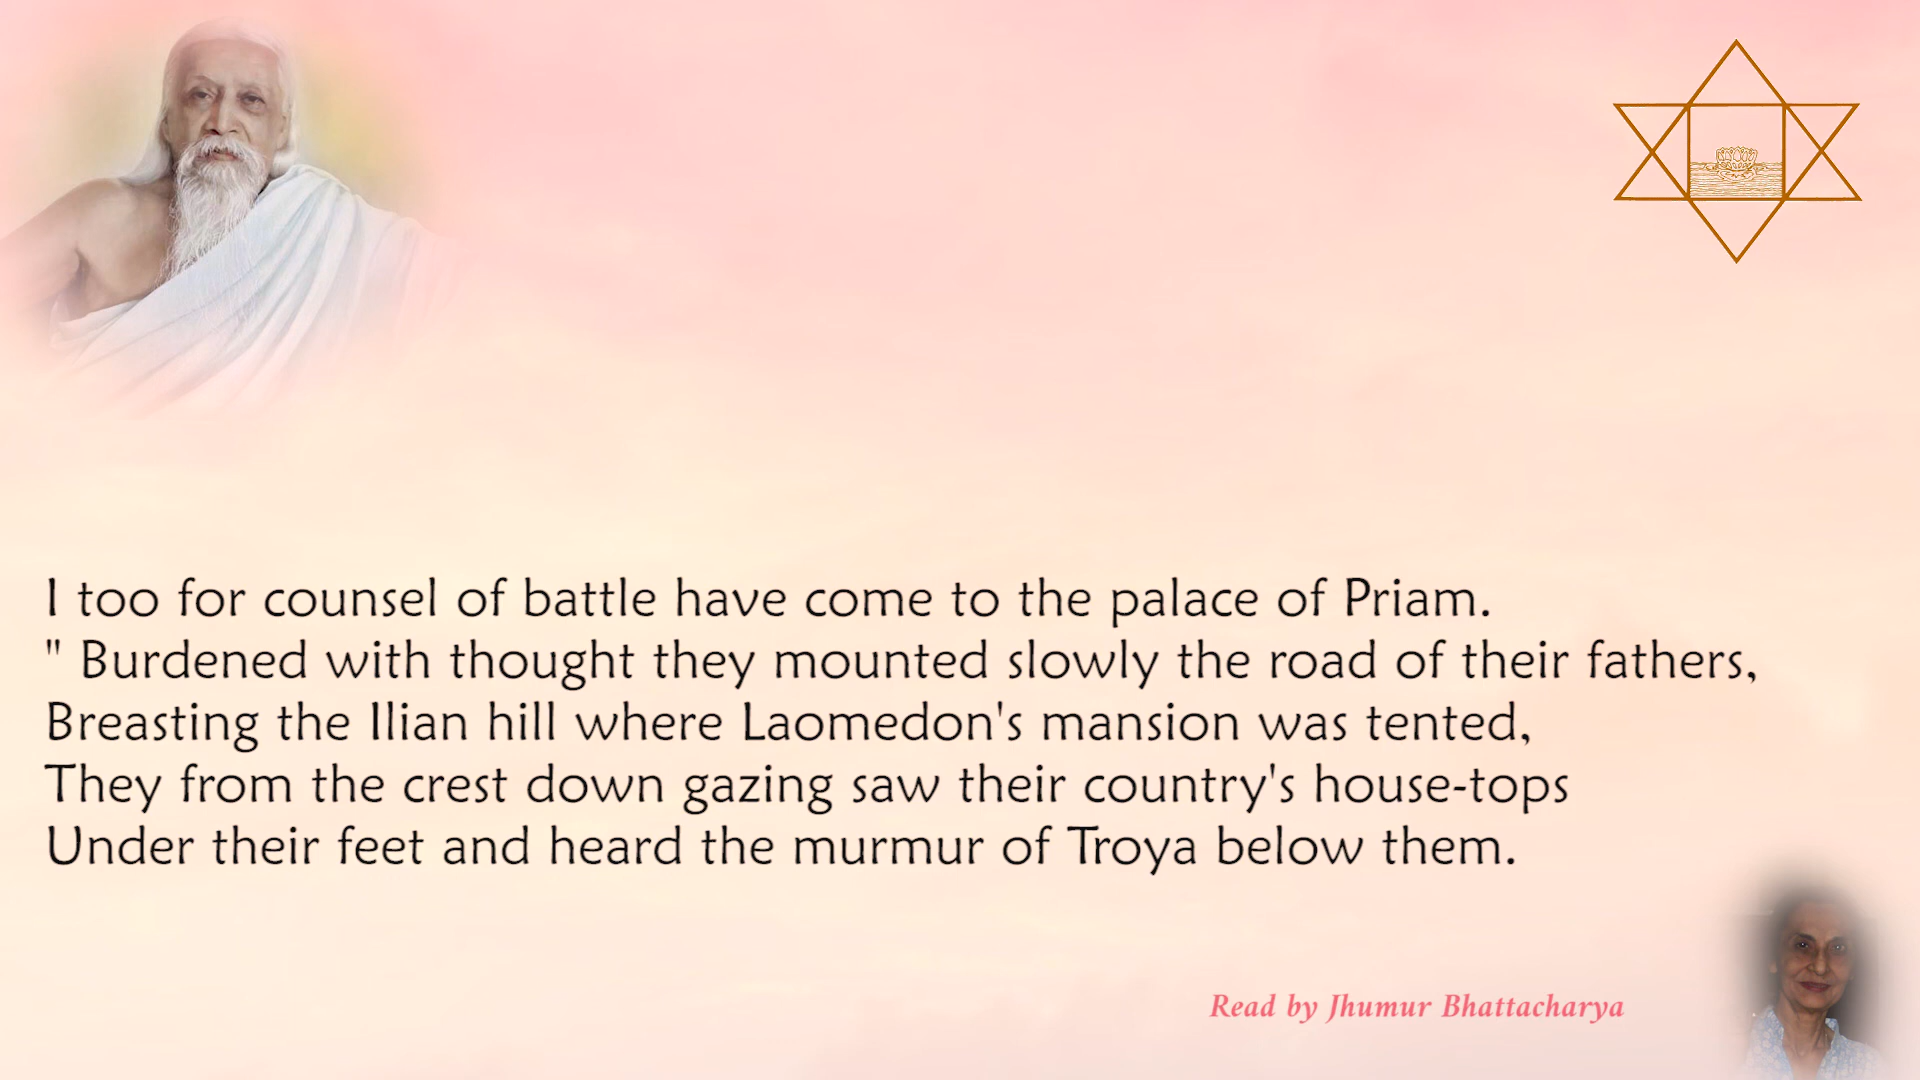 I too for counsel of battle have come to the palace of Priam.
" Burdened with thought they mounted slowly the road of their fathers,
Breasting the Ilian hill where Laomedon's mansion was tented,
They from the crest down gazing saw their country's house-tops
Under their feet and heard the murmur of Troya below them.
Read by Jhumur Bhattacharya